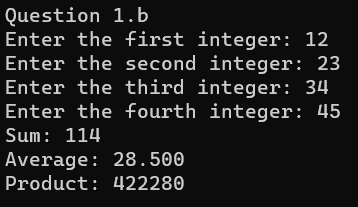 Question 1.b
Enter the first integer: 12
Enter the second integer: 23
Enter the third integer: 34
Enter the fourth integer: 45
Sum: 114
Average: 28.500
Product: 422280